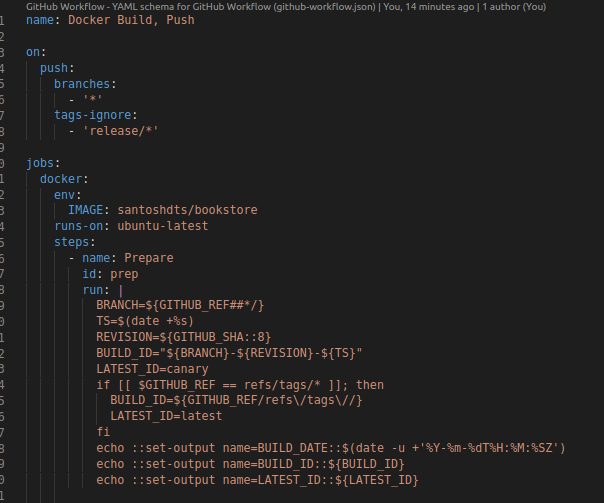 GitHub Workflow - YAML schema for GitHub Workflow (github-workflow.json) | You, 14 minutes ago | 1 author (You)
1 name: Docker Build, Push
2
3 on:
4 push:
5 branches:
6 - '*'
7 tags-ignore:
8 - 'release/*'
9
0 jobs:
1 docker:
2 env:
3 IMAGE: santoshdts/bookstore
4 runs-on: ubuntu-latest
5 steps:
6 - name: Prepare
7 id: prep
8 run: |
9 BRANCH=${GITHUB_REF##*/}
0 TS=$(date +%s)
1 REVISION=${GITHUB_SHA::8}
2 BUILD_ID="${BRANCH}-${REVISION}-${TS}"
3 LATEST_ID=canary
4 if [[ $GITHUB_REF == refs/tags/* ]]; then
5 BUILD_ID=${GITHUB_REF/refs\/tags\//}
6 LATEST_ID=latest
7 fi
8 echo ::set-output name=BUILD_DATE::$(date -u +'%Y-%m-%dT%H:%M:%SZ')
9 echo ::set-output name=BUILD_ID::${BUILD_ID}
0 echo ::set-output name=LATEST_ID::${LATEST_ID}
1